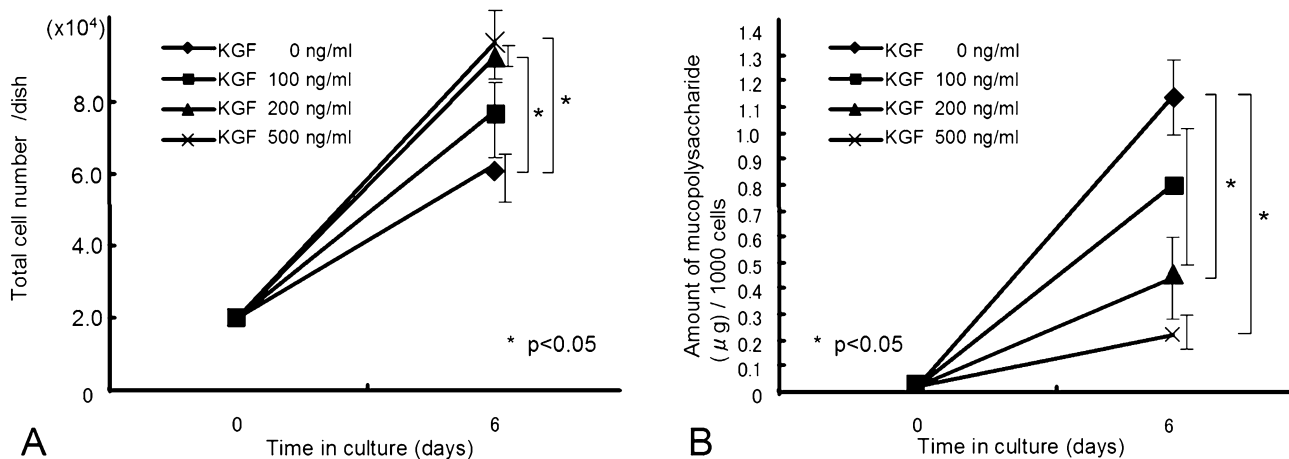 (x10⁴)
KGF 0 ng/ml
KGF 100 ng/ml
KGF 200 ng/ml
KGF 500 ng/ml
8.0
6.0
4.0
2.0
0
Total cell number /dish
*
*
* p<0.05
0
6
Time in culture (days)
A
1.4
1.3
1.2
1.1
1.0
0.9
0.8
0.7
0.6
0.5
0.4
0.3
0.2
0.1
0
Amount of mucopolysaccharide
(μg) / 1000 cells
KGF 0 ng/ml
KGF 100 ng/ml
KGF 200 ng/ml
KGF 500 ng/ml
*
*
* p<0.05
0
6
Time in culture (days)
B